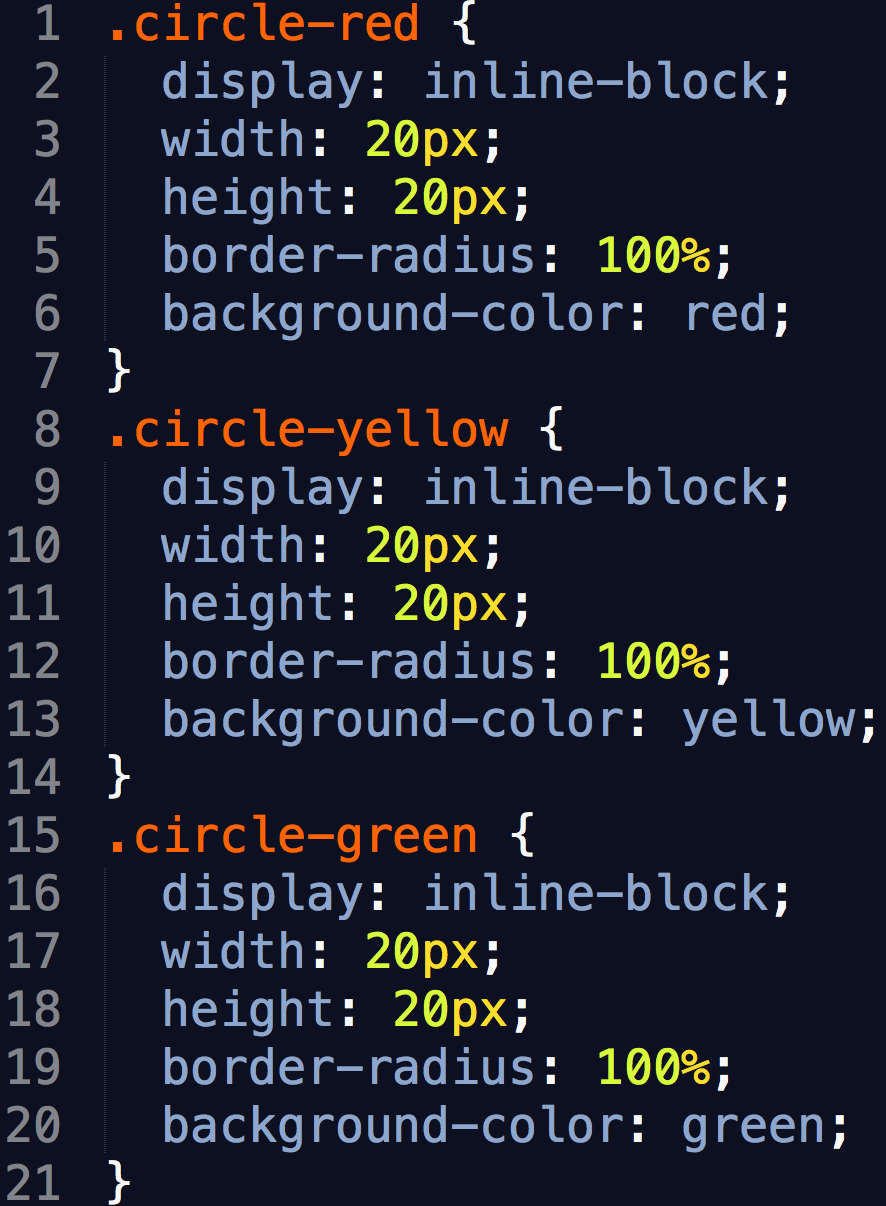 1 .circle-red {
2 display: inline-block;
3 width: 20px;
4 height: 20px;
5 border-radius: 100%;
6 background-color: red;
7 }
8 .circle-yellow {
9 display: inline-block;
10 width: 20px;
11 height: 20px;
12 border-radius: 100%;
13 background-color: yellow;
14 }
15 .circle-green {
16 display: inline-block;
17 width: 20px;
18 height: 20px;
19 border-radius: 100%;
20 background-color: green;
21 }